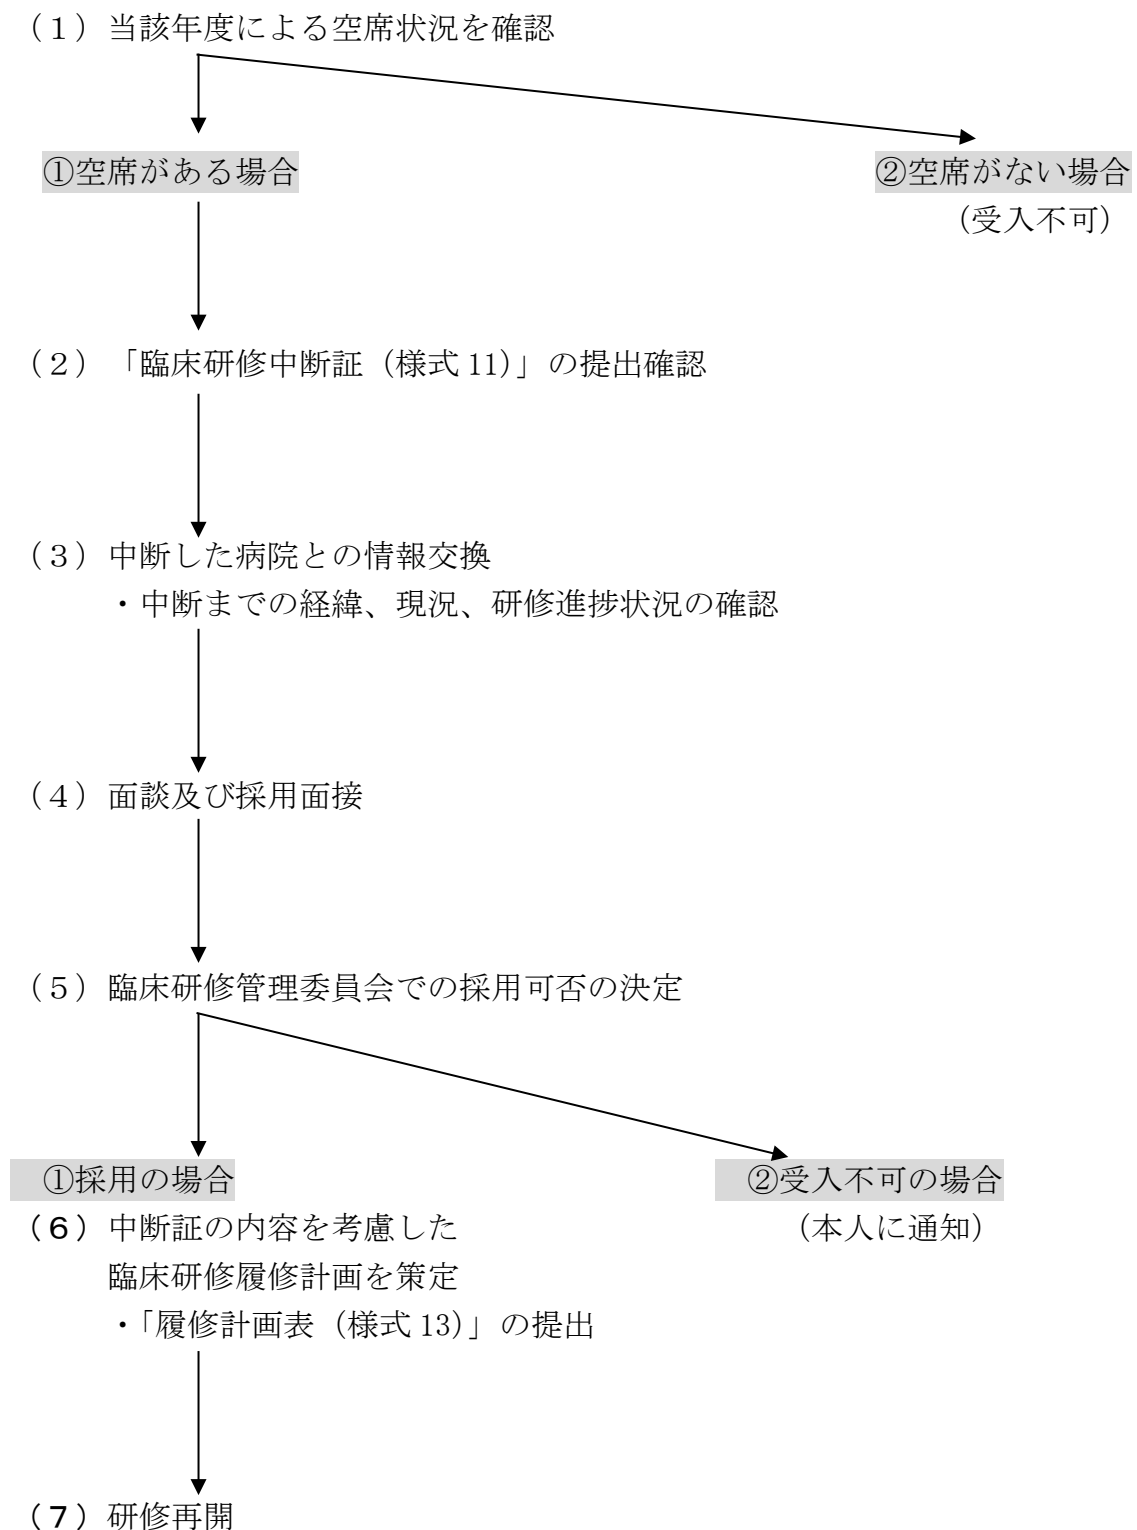 （１）当該年度による空席状況を確認
①空席がある場合
②空席がない場合
（受入不可）
（２）「臨床研修中断証（様式 11）」の提出確認
（３）中断した病院との情報交換
・中断までの経緯、現況、研修進捗状況の確認
（４）面談及び採用面接
（５）臨床研修管理委員会での採用可否の決定
①採用の場合
②受入不可の場合
（６）中断証の内容を考慮した
（本人に通知）
臨床研修履修計画を策定
・「履修計画表（様式 13）」の提出
（７）研修再開